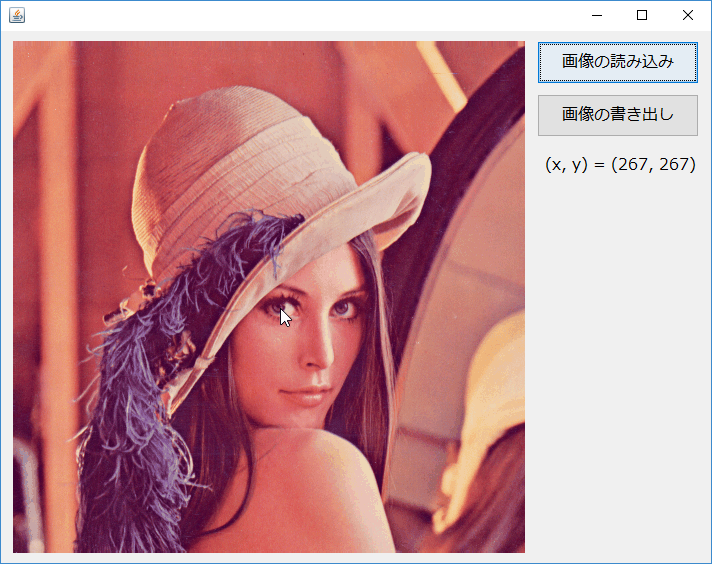 画像の読み込み
画像の書き出し
(x, y) = (267, 267)